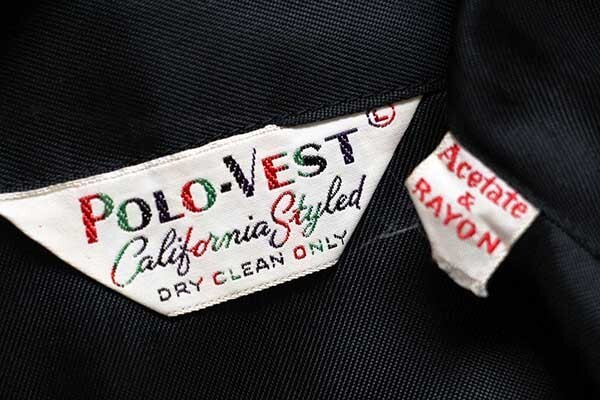 L
POLO-VEST
California Styled
DRY CLEAN ONLY
Acetate
&
RAYON